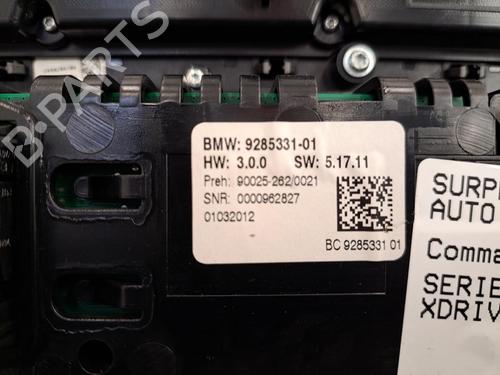 B-PARTS
BMW: 9285331-01
HW: 3.0.0 SW: 5.17.11
Preh: 90025-262/0021
SNR: 0000962827
01032012
BC 9285331 01
SURP
AUTO
Comma
SERIE
XDRIV